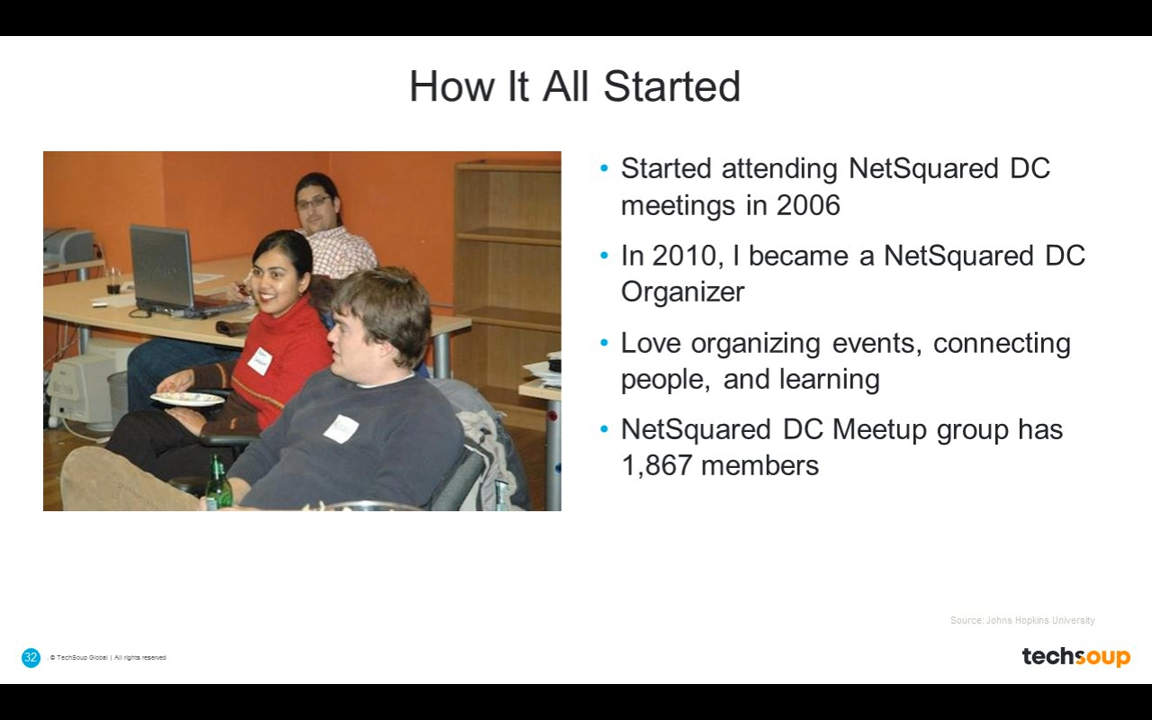 How It All Started
• Started attending NetSquared DC
meetings in 2006
• In 2010, I became a NetSquared DC
Organizer
• Love organizing events, connecting
people, and learning
• NetSquared DC Meetup group has
1,867 members
Source: Johns Hopkins University
32
© TechSoup Global | All rights reserved
techsoup